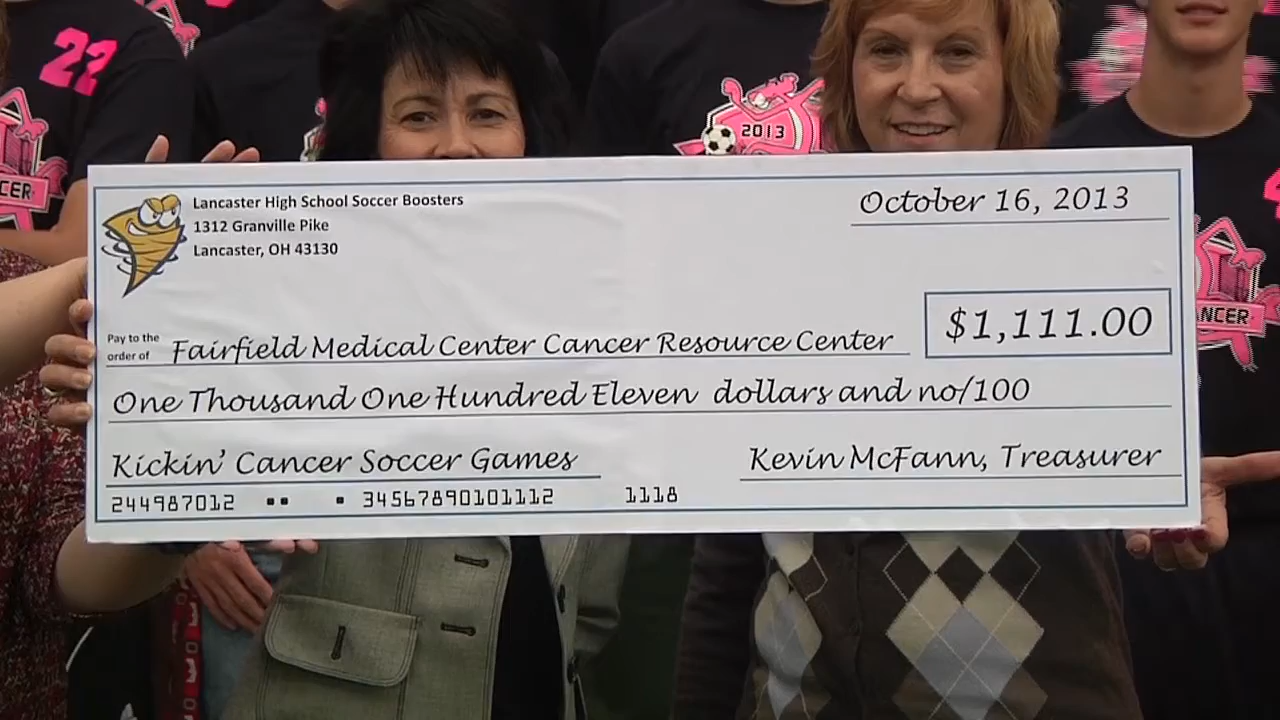 22
2013
CER
NCER
Lancaster High School Soccer Boosters
1312 Granville Pike
Lancaster, OH 43130
October 16, 2013
Pay to the
order of
Fairfield Medical Center Cancer Resource Center
$1,111.00
One Thousand One Hundred Eleven dollars and no/100
Kickin' Cancer Soccer Games
Kevin McFann, Treasurer
244987012 34567890101112 1118